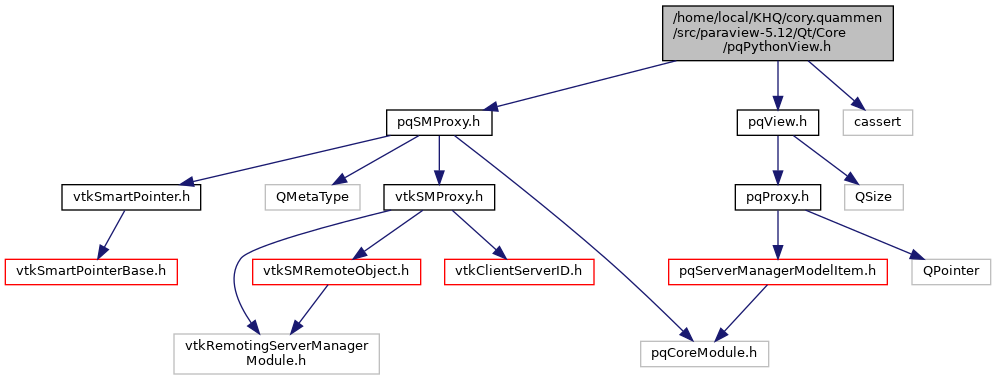 /home/local/KHQ/cory.quammen
/src/paraview-5.12/Qt/Core
/pqPythonView.h
pqSMProxy.h
pqView.h
cassert
vtkSmartPointer.h
QMetaType
vtkSMProxy.h
pqProxy.h
QSize
vtkSmartPointerBase.h
vtkSMRemoteObject.h
vtkClientServerID.h
pqServerManagerModelItem.h
QPointer
vtkRemotingServerManager
Module.h
pqCoreModule.h